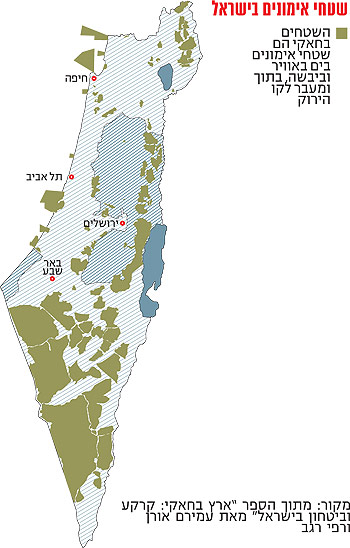 שטחי אימונים בישראל
השטחים
בחאקי הם
שטחי אימונים
בים באוויר
וביבשה, בתוך
ומעבר לקו
הירוק
חיפה
תל אביב
ירושלים
באר
שבע
מקור: מתוך הספר "ארץ בחאקי: קרקע
וביטחון בישראל" מאת עמירם אורן
ורפי רגב